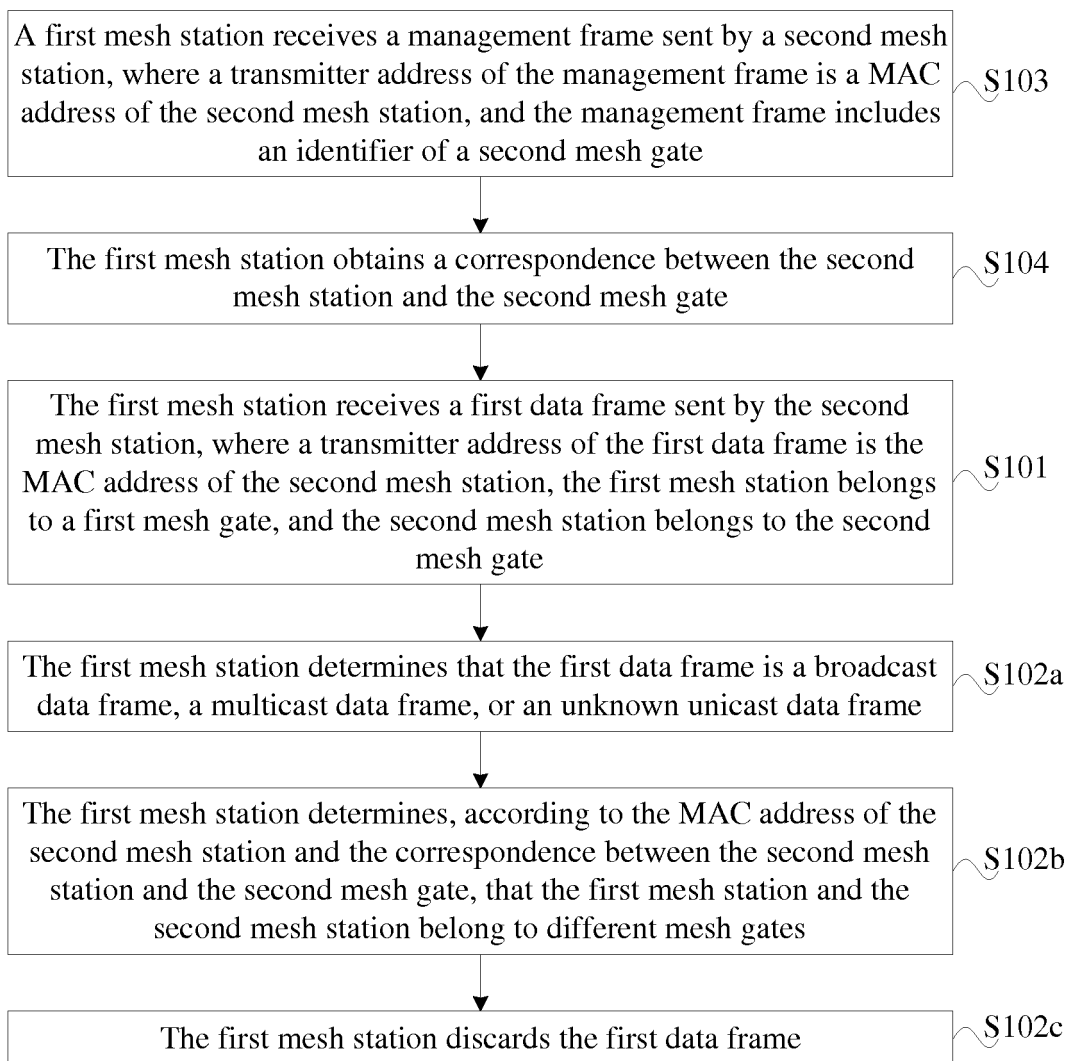 A first mesh station receives a management frame sent by a second mesh
station, where a transmitter address of the management frame is a MAC
address of the second mesh station, and the management frame includes
an identifier of a second mesh gate
S103
The first mesh station obtains a correspondence between the second
mesh station and the second mesh gate
S104
The first mesh station receives a first data frame sent by the second
mesh station, where a transmitter address of the first data frame is the
MAC address of the second mesh station, the first mesh station belongs
to a first mesh gate, and the second mesh station belongs to the second
mesh gate
S101
The first mesh station determines that the first data frame is a broadcast
data frame, a multicast data frame, or an unknown unicast data frame
S102a
The first mesh station determines, according to the MAC address of the
second mesh station and the correspondence between the second mesh
station and the second mesh gate, that the first mesh station and the
second mesh station belong to different mesh gates
S102b
The first mesh station discards the first data frame
S102c